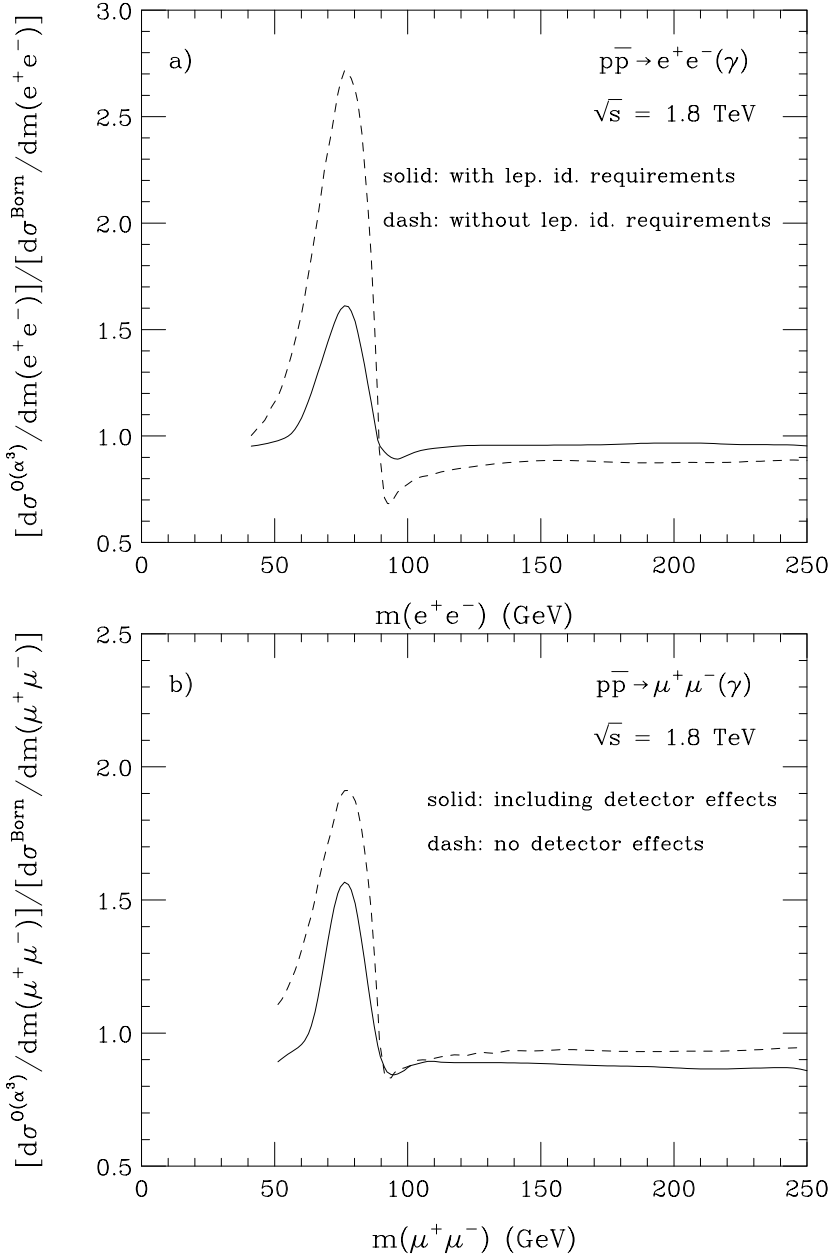 3.0
a)
pp̅ → e⁺e⁻(γ)
√s = 1.8 TeV
solid: with lep. id. requirements
dash: without lep. id. requirements
2.5
2.0
1.5
1.0
0.5
[dσ^O(α³)/dm(e⁺e⁻)]/[dσ^Born/dm(e⁺e⁻)]
0 50 100 150 200 250
m(e⁺e⁻) (GeV)
2.5
b)
pp̅ → μ⁺μ⁻(γ)
√s = 1.8 TeV
solid: including detector effects
dash: no detector effects
2.0
1.5
1.0
0.5
[dσ^O(α³)/dm(μ⁺μ⁻)]/[dσ^Born/dm(μ⁺μ⁻)]
0 50 100 150 200 250
m(μ⁺μ⁻) (GeV)